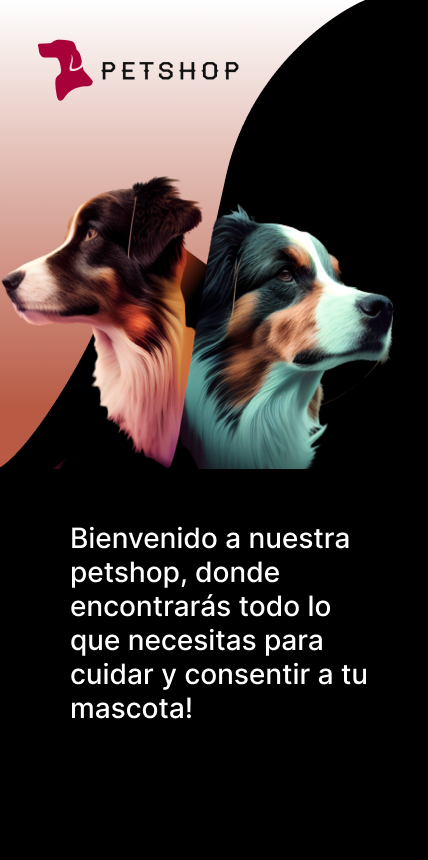 PETSHOP
Bienvenido a nuestra
petshop, donde
encontrarás todo lo
que necesitas para
cuidar y consentir a tu
mascota!